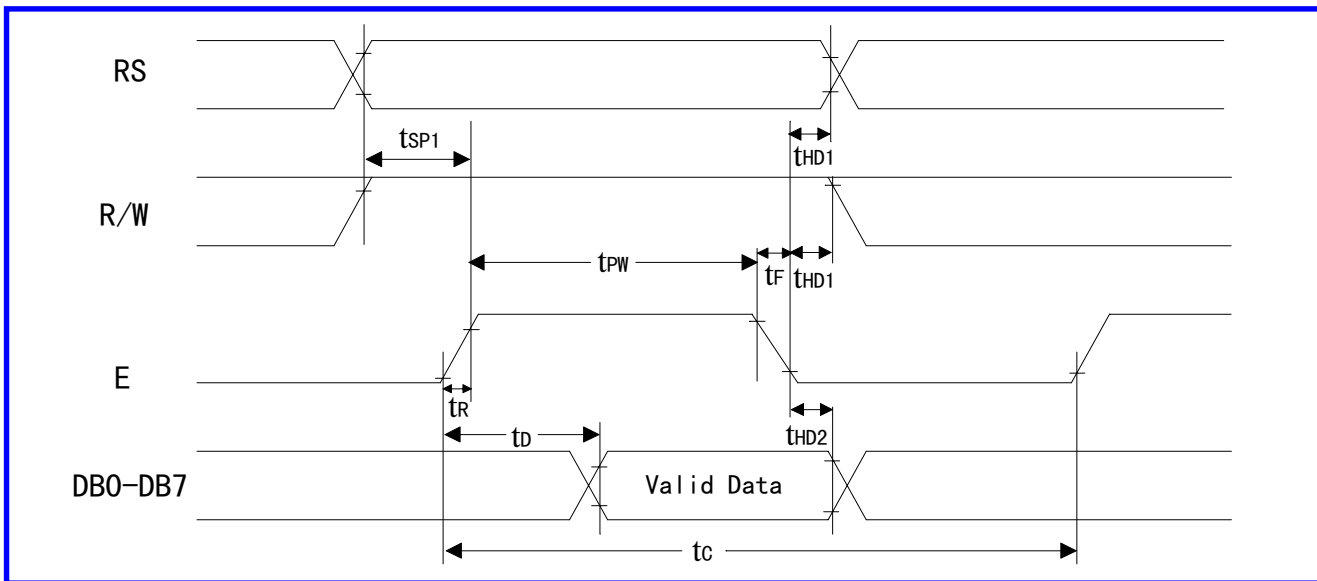 RS
tSP1
tHD1
R/W
tPW
tF
tHD1
E
tR
tD
tHD2
DB0-DB7
Valid Data
tC